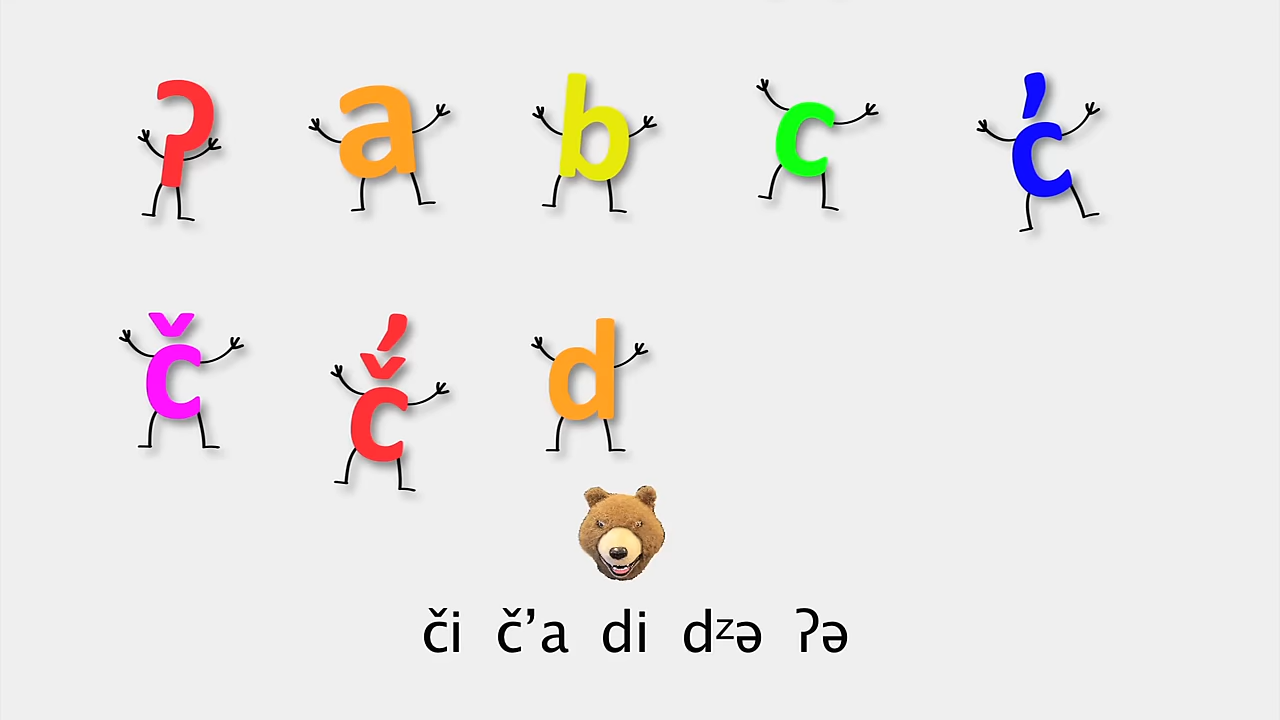 ʔ a b c c̓
č č̓ d
či č’a di dᶻə ʔə